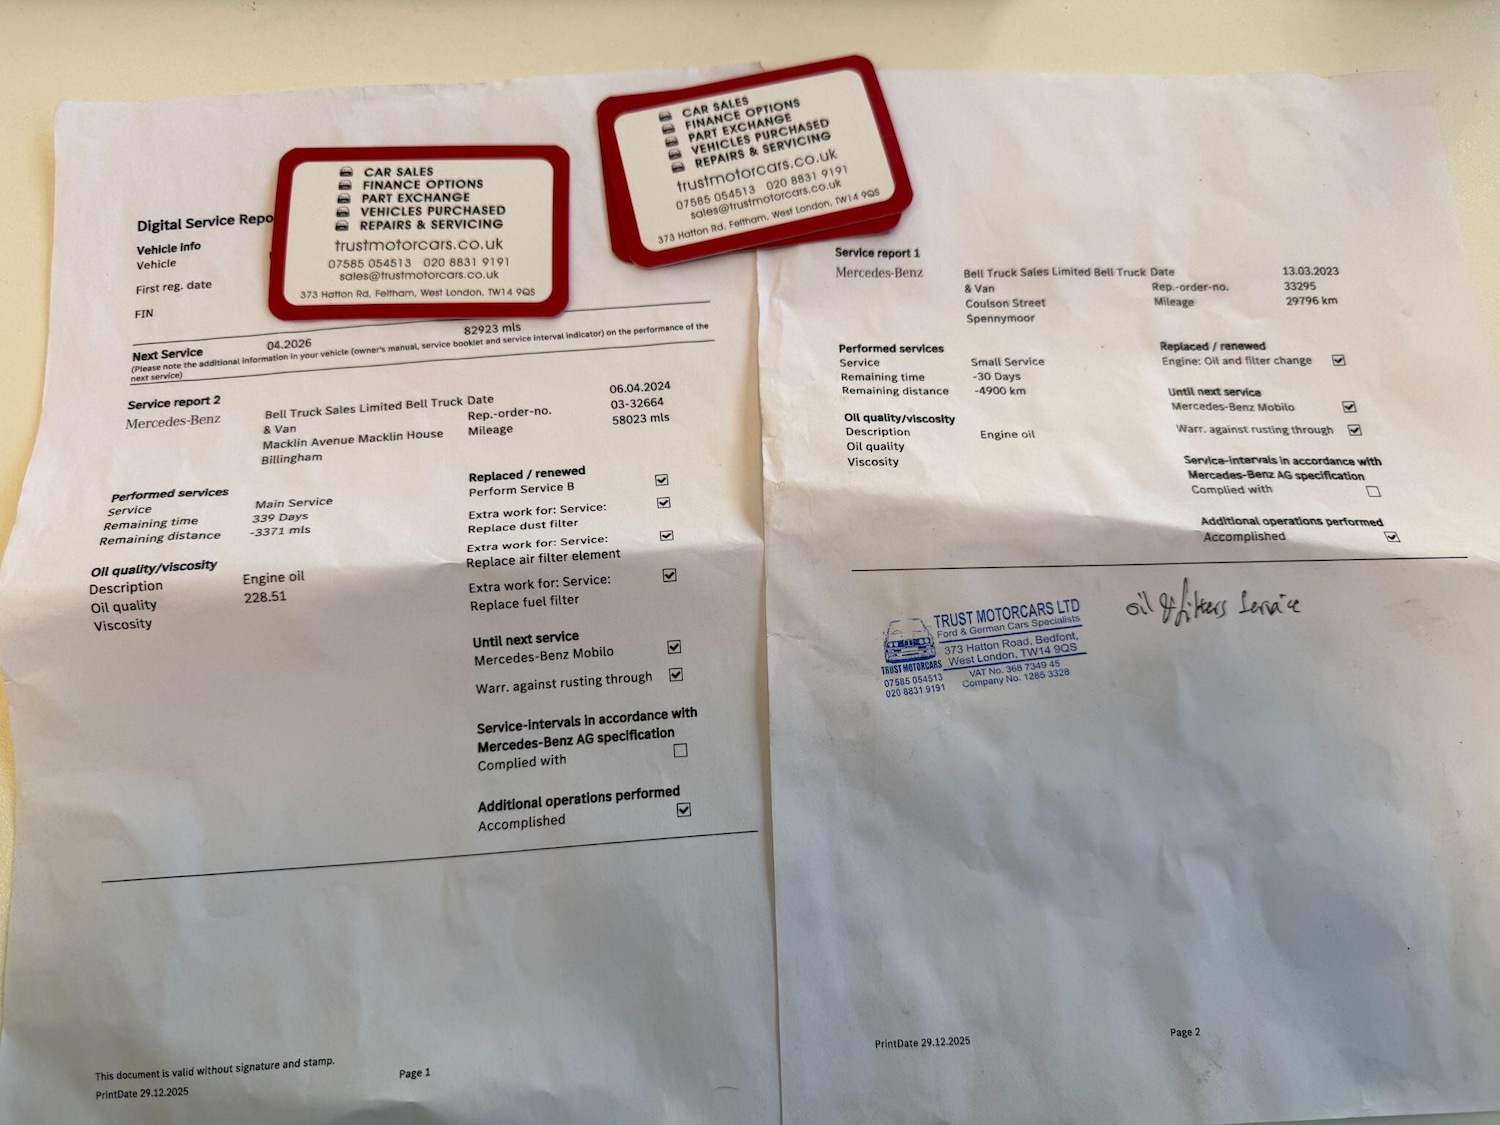 CAR SALES
FINANCE OPTIONS
PART EXCHANGE
VEHICLES PURCHASED
REPAIRS & SERVICING
trustmotorcars.co.uk
07585 054513 020 8831 9191
sales@trustmotorcars.co.uk
373 Hatton Rd, Feltham, West London, TW14 9QS
CAR SALES
FINANCE OPTIONS
PART EXCHANGE
VEHICLES PURCHASED
REPAIRS & SERVICING
trustmotorcars.co.uk
07585 054513 020 8831 9191
sales@trustmotorcars.co.uk
373 Hatton Rd, Feltham, West London, TW14 9QS
Digital Service Repo
Vehicle info
Vehicle
First reg. date
FIN
Next Service 04.2026 82923 mls
(Please note the additional information in your vehicle (owner's manual, service booklet and service interval indicator) on the performance of the
next service)
Service report 2
Mercedes-Benz
Bell Truck Sales Limited Bell Truck Date 06.04.2024
& Van Rep.-order-no. 03-32664
Macklin Avenue Macklin House Mileage 58023 mls
Billingham
Performed services
Service Main Service
Remaining time 339 Days
Remaining distance -3371 mls
Oil quality/viscosity
Description Engine oil
Oil quality 228.51
Viscosity
Replaced / renewed
Perform Service B
Extra work for: Service:
Replace dust filter
Extra work for: Service:
Replace air filter element
Extra work for: Service:
Replace fuel filter
Until next service
Mercedes-Benz Mobilo
Warr. against rusting through
Service-intervals in accordance with
Mercedes-Benz AG specification
Complied with
Additional operations performed
Accomplished
This document is valid without signature and stamp.
PrintDate 29.12.2025
Page 1
Service report 1
Mercedes-Benz
Bell Truck Sales Limited Bell Truck Date 13.03.2023
& Van Rep.-order-no. 33295
Coulson Street Mileage 29796 km
Spennymoor
Performed services
Service Small Service
Remaining time -30 Days
Remaining distance -4900 km
Oil quality/viscosity
Description Engine oil
Oil quality
Viscosity
Replaced / renewed
Engine: Oil and filter change
Until next service
Mercedes-Benz Mobilo
Warr. against rusting through
Service-intervals in accordance with
Mercedes-Benz AG specification
Complied with
Additional operations performed
Accomplished
TRUST MOTORCARS LTD
Ford & German Cars Specialists
373 Hatton Road, Bedfont,
West London, TW14 9QS
VAT No. 368 7349 45
Company No. 1285 3328
TRUST MOTORCARS
07585 054513
020 8831 9191
oil & filters Service
PrintDate 29.12.2025
Page 2